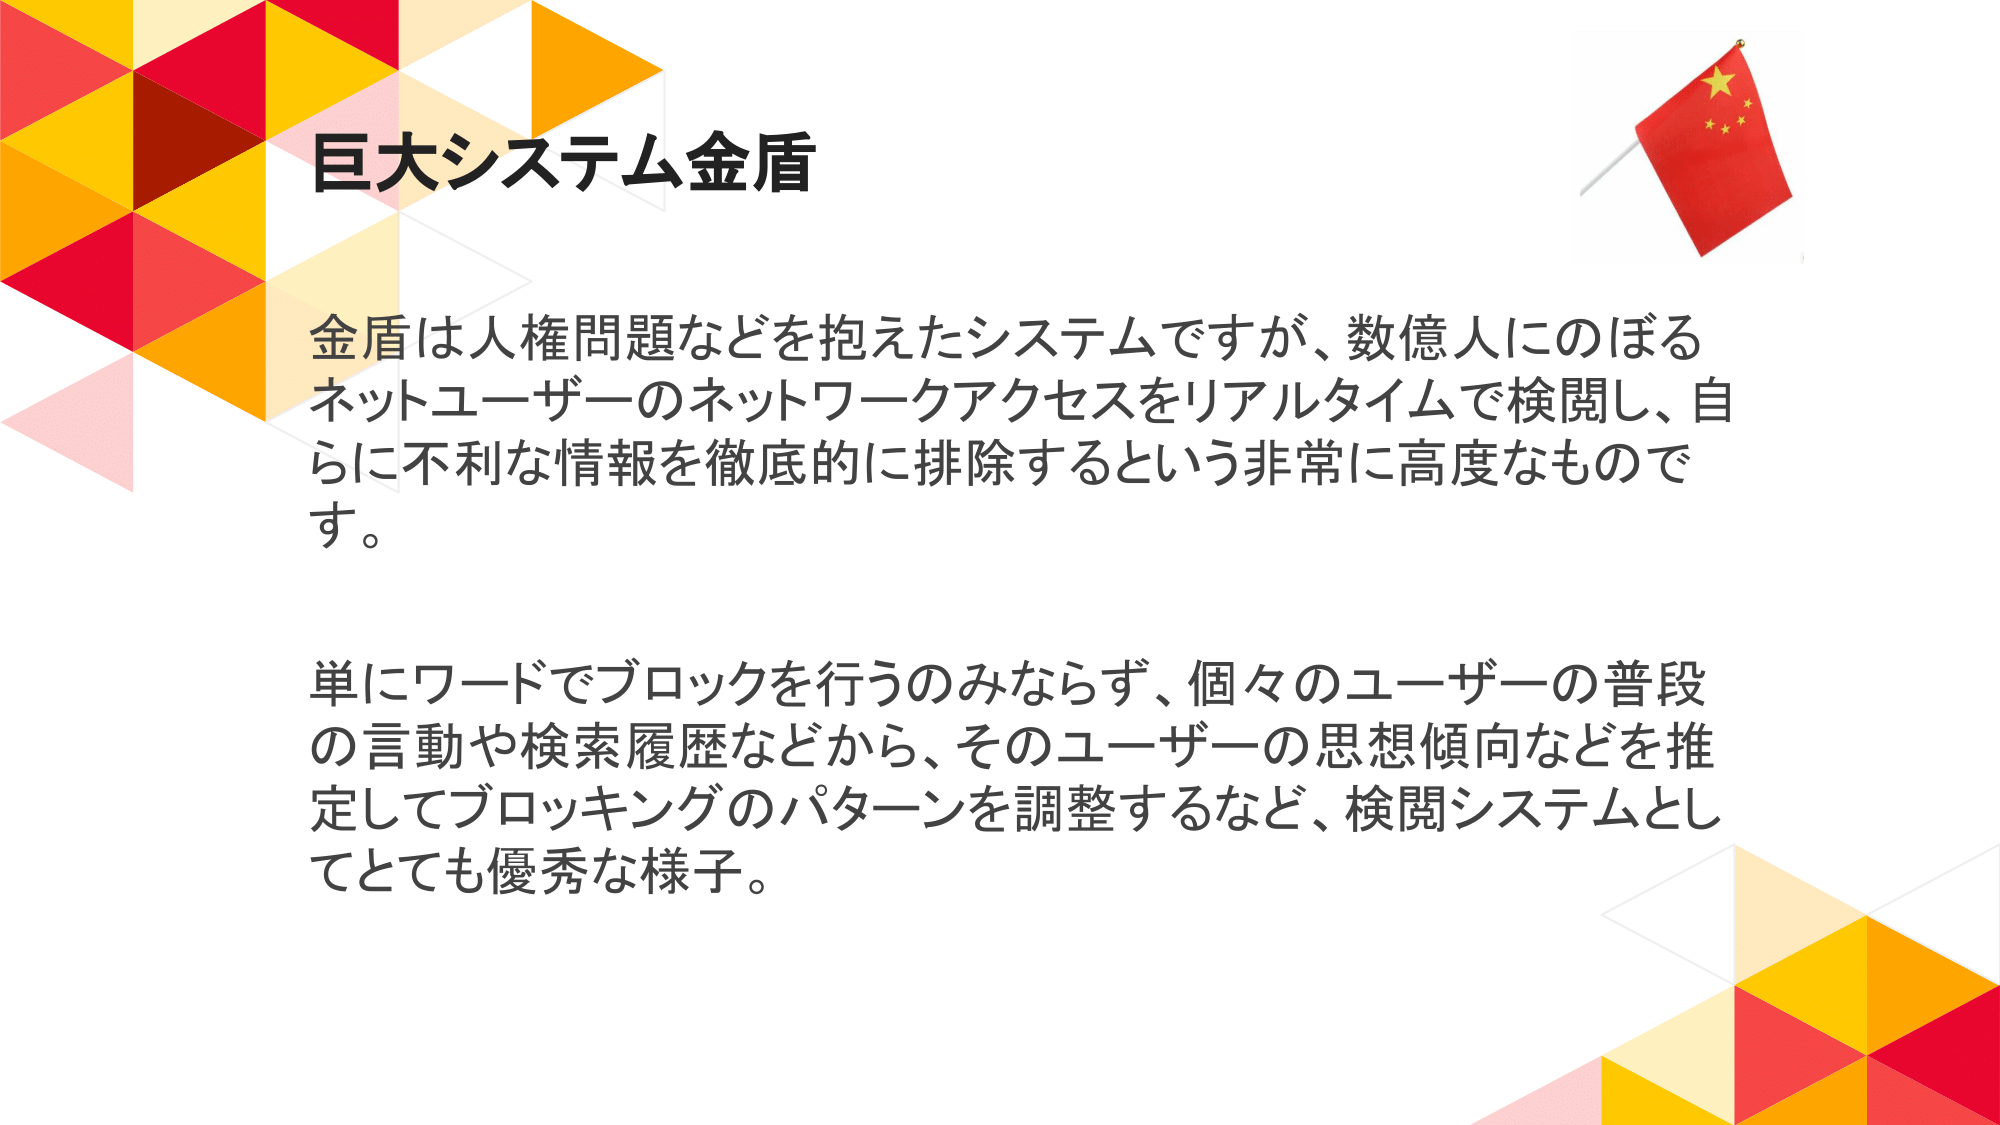 巨大システム金盾
金盾は人権問題などを抱えたシステムですが、数億人にのぼる
ネットユーザーのネットワークアクセスをリアルタイムで検閲し、自
らに不利な情報を徹底的に排除するという非常に高度なもので
す。
単にワードでブロックを行うのみならず、個々のユーザーの普段
の言動や検索履歴などから、そのユーザーの思想傾向などを推
定してブロッキングのパターンを調整するなど、検閲システムとし
てとても優秀な様子。